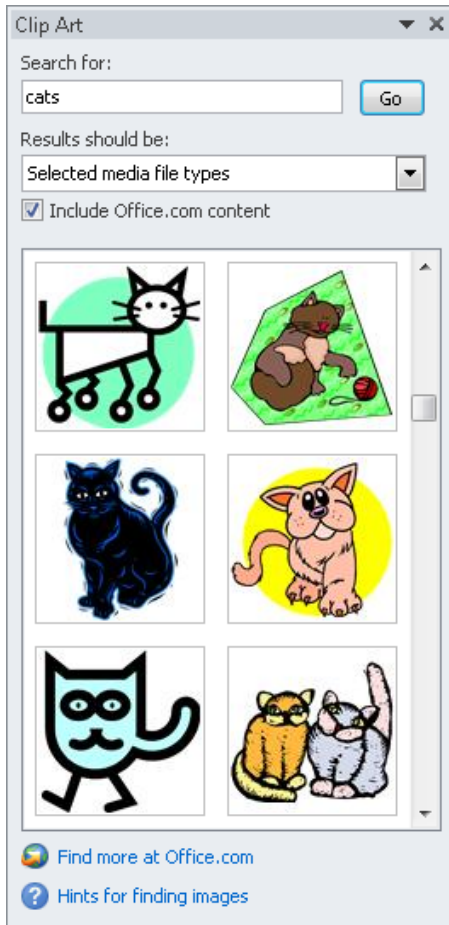 Clip Art
Search for:
cats
Go
Results should be:
Selected media file types
Include Office.com content
Find more at Office.com
Hints for finding images